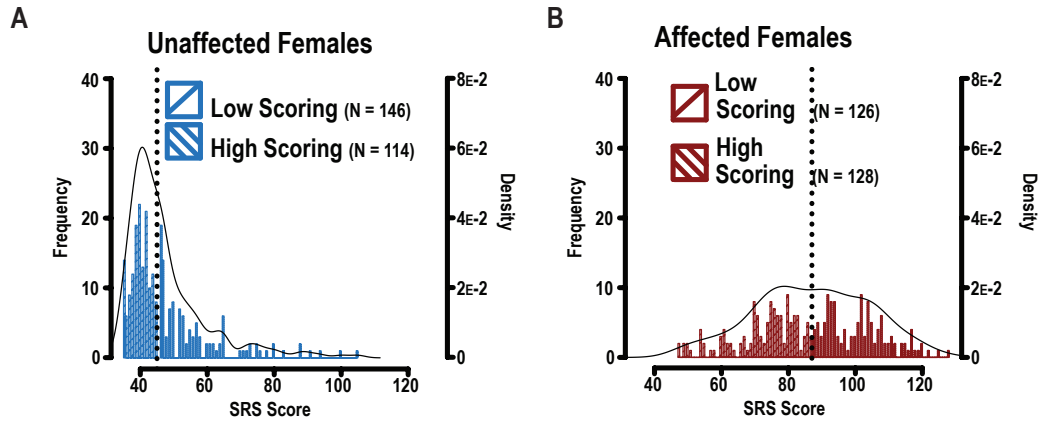 A
Unaffected Females
40
30
20
10
0
Frequency
Low Scoring (N = 146)
High Scoring (N = 114)
8E-2
6E-2
4E-2
2E-2
0
Density
40 60 80 100 120
SRS Score
B
Affected Females
40
30
20
10
0
Frequency
Low
Scoring (N = 126)
High
Scoring (N = 128)
8E-2
6E-2
4E-2
2E-2
0
Density
40 60 80 100 120
SRS Score